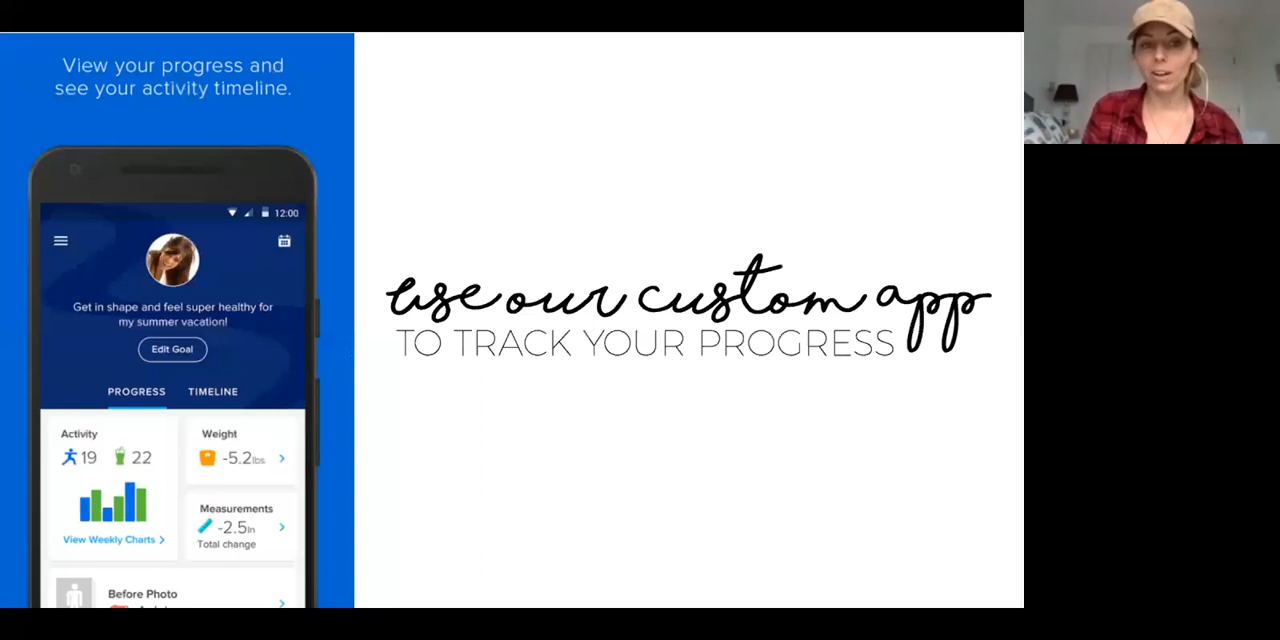 View your progress and
see your activity timeline.
12:00
Get in shape and feel super healthy for
my summer vacation!
Edit Goal
PROGRESS TIMELINE
Activity
19 22
View Weekly Charts >
Weight
-5.2lbs >
Measurements
-2.5in >
Total change
Before Photo
use our custom app
TO TRACK YOUR PROGRESS